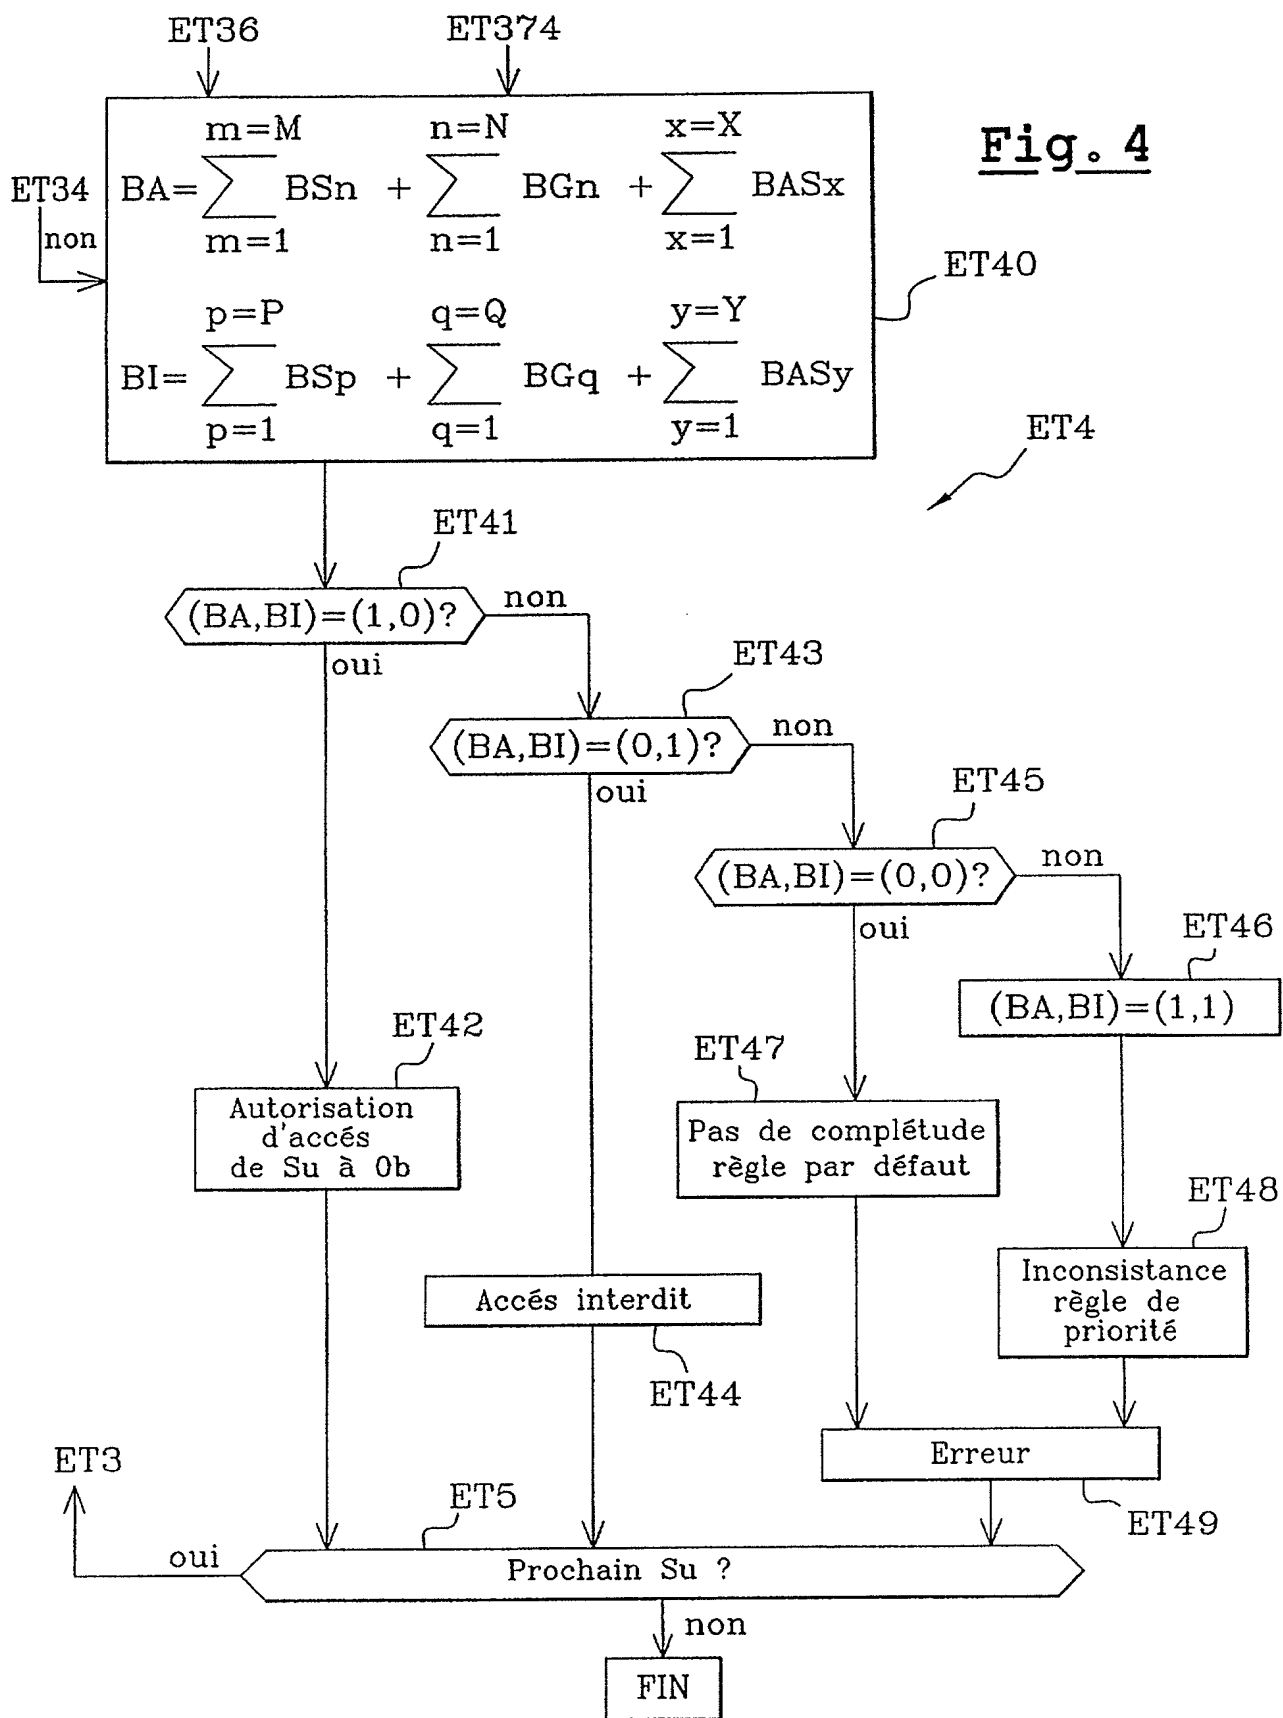 ET36 ET374
Fig. 4
m=M n=N x=X
ET34 BA= ∑ BSn + ∑ BGn + ∑ BASx
non
m=1 n=1 x=1
ET40
p=P q=Q y=Y
BI= ∑ BSp + ∑ BGq + ∑ BASy
p=1 q=1 y=1
ET4
ET41
(BA,BI)=(1,0)? non
oui
ET43
(BA,BI)=(0,1)? non
oui
ET45
(BA,BI)=(0,0)? non
oui
ET46
(BA,BI)=(1,1)
ET42
Autorisation
d'accés
de Su à Ob
ET47
Pas de complétude
règle par défaut
ET48
Inconsistance
règle de
priorité
Accés interdit
ET44
Erreur
ET49
ET3
ET5
oui
Prochain Su ?
non
FIN